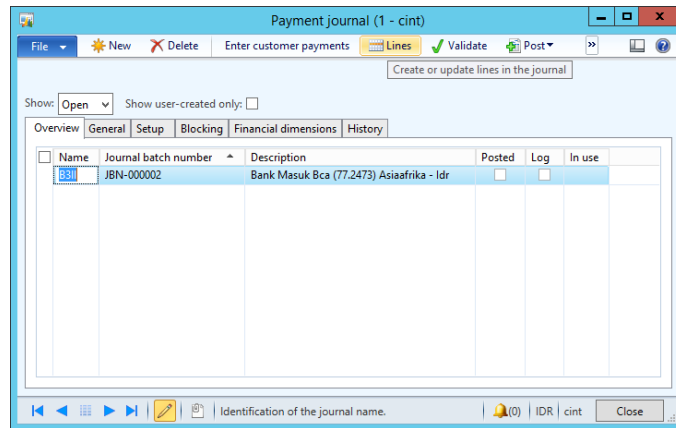 Payment journal (1 - cint)
File New Delete Enter customer payments Lines Validate Post »
Create or update lines in the journal
Show: Open Show user-created only:
Overview General Setup Blocking Financial dimensions History
Name Journal batch number Description Posted Log In use
B3II JBN-000002 Bank Masuk Bca (77.2473) Asiaafrika - Idr
Identification of the journal name. (0) IDR cint Close